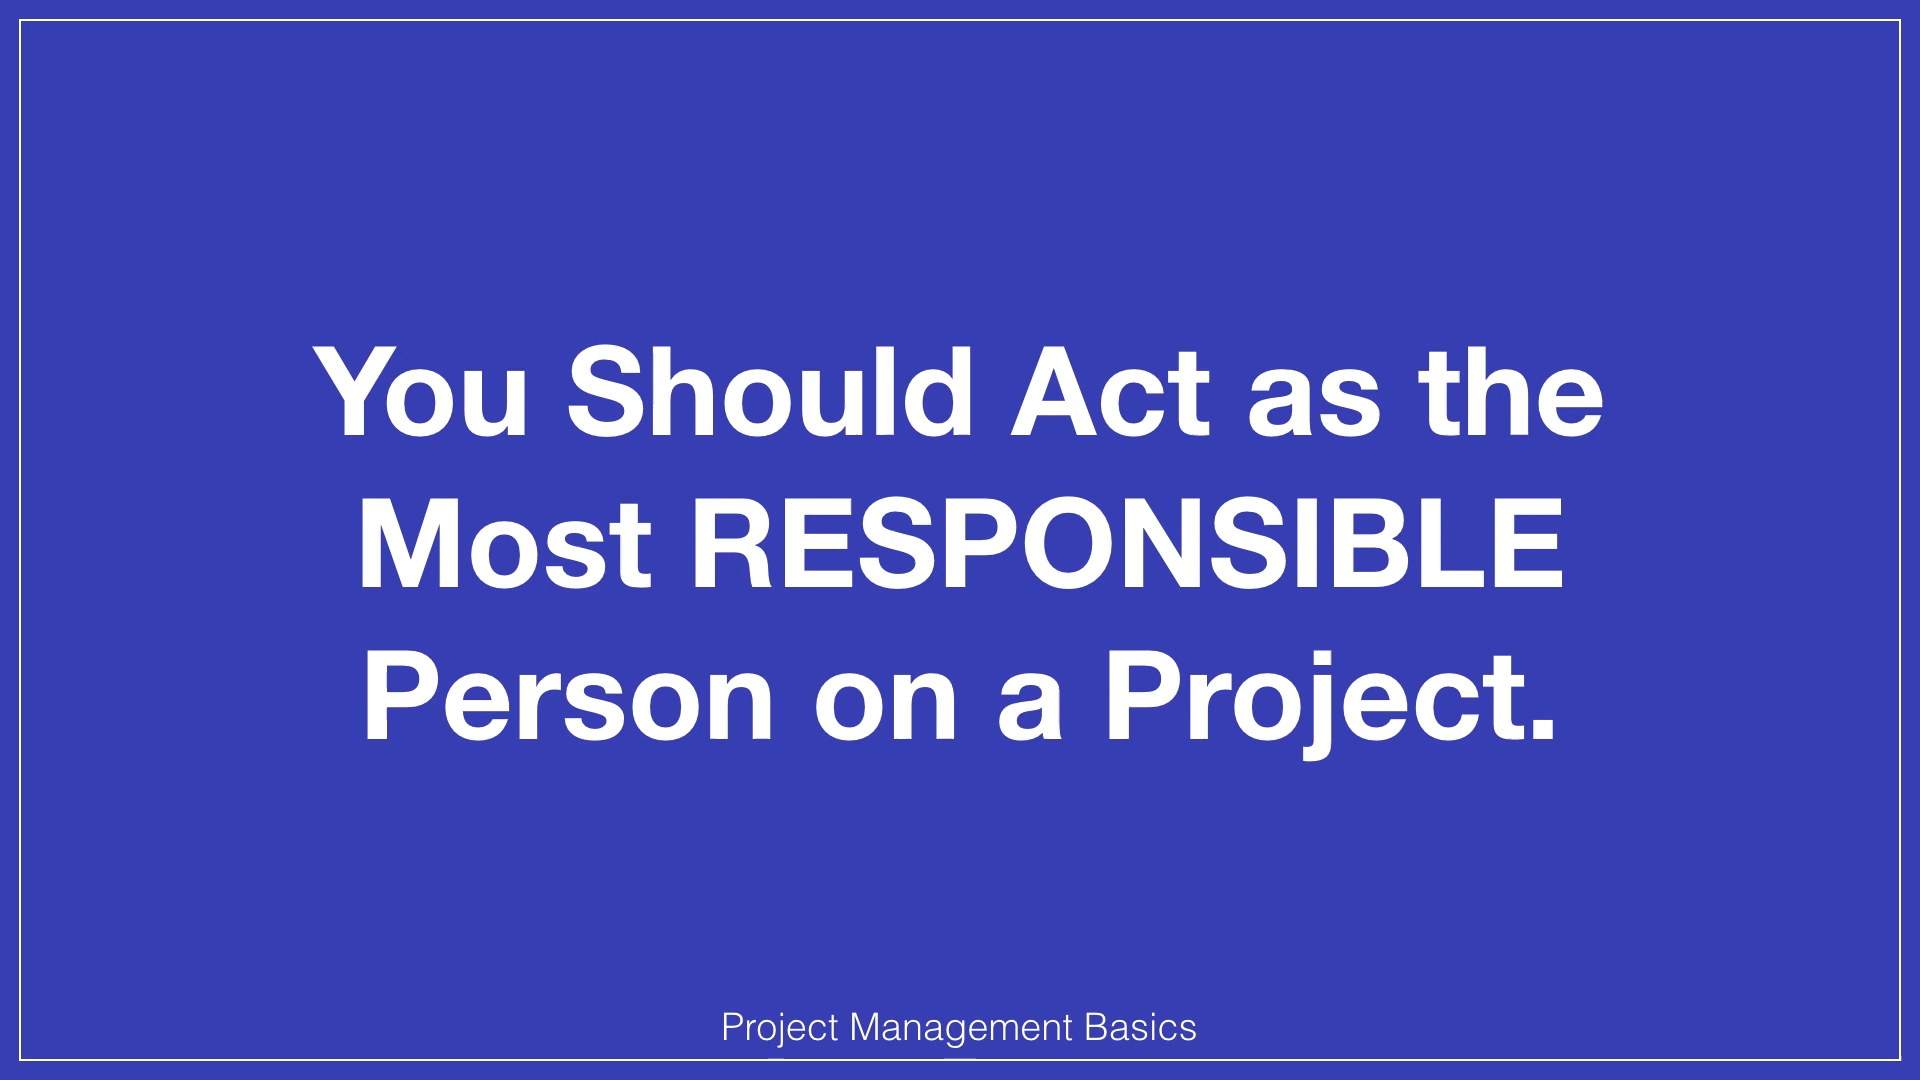 You Should Act as the
Most RESPONSIBLE
Person on a Project.
Project Management Basics